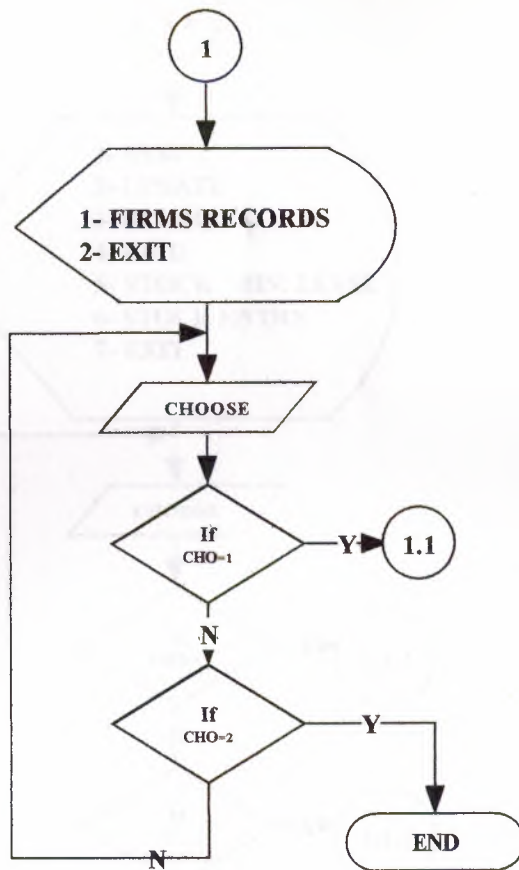 1
1- FIRMS RECORDS
2- EXIT
CHOOSE
If
CHO=1
Y
1.1
N
If
CHO=2
Y
END
N